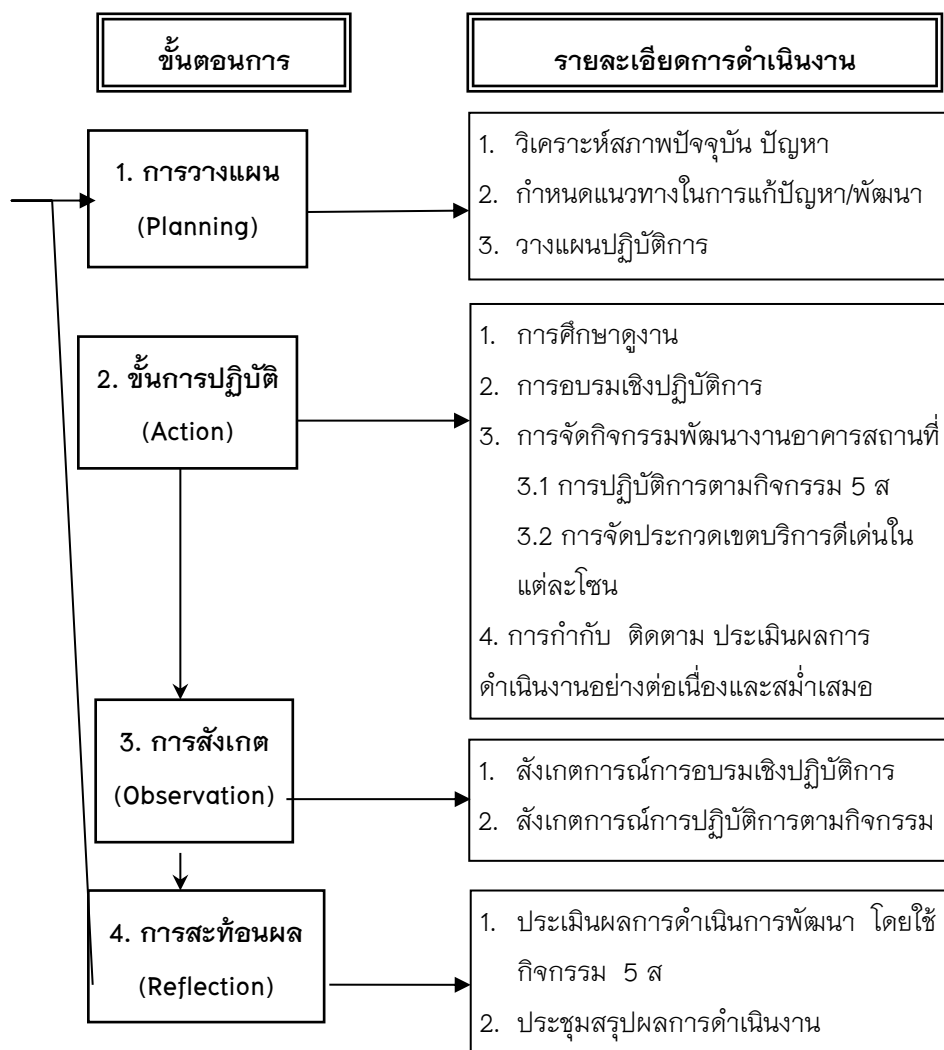 ขั้นตอนการ
รายละเอียดการดำเนินงาน
1. การวางแผน
(Planning)
1. วิเคราะห์สภาพปัจจุบัน ปัญหา
2. กำหนดแนวทางในการแก้ปัญหา/พัฒนา
3. วางแผนปฏิบัติการ
2. ขั้นการปฏิบัติ
(Action)
1. การศึกษาดูงาน
2. การอบรมเชิงปฏิบัติการ
3. การจัดกิจกรรมพัฒนางานอาคารสถานที่
3.1 การปฏิบัติการตามกิจกรรม 5 ส
3.2 การจัดประกวดเขตบริการดีเด่นใน
แต่ละโซน
4. การกำกับ ติดตาม ประเมินผลการ
ดำเนินงานอย่างต่อเนื่องและสม่ำเสมอ
3. การสังเกต
(Observation)
1. สังเกตการณ์การอบรมเชิงปฏิบัติการ
2. สังเกตการณ์การปฏิบัติการตามกิจกรรม
4. การสะท้อนผล
(Reflection)
1. ประเมินผลการดำเนินการพัฒนา โดยใช้
กิจกรรม 5 ส
2. ประชุมสรุปผลการดำเนินงาน